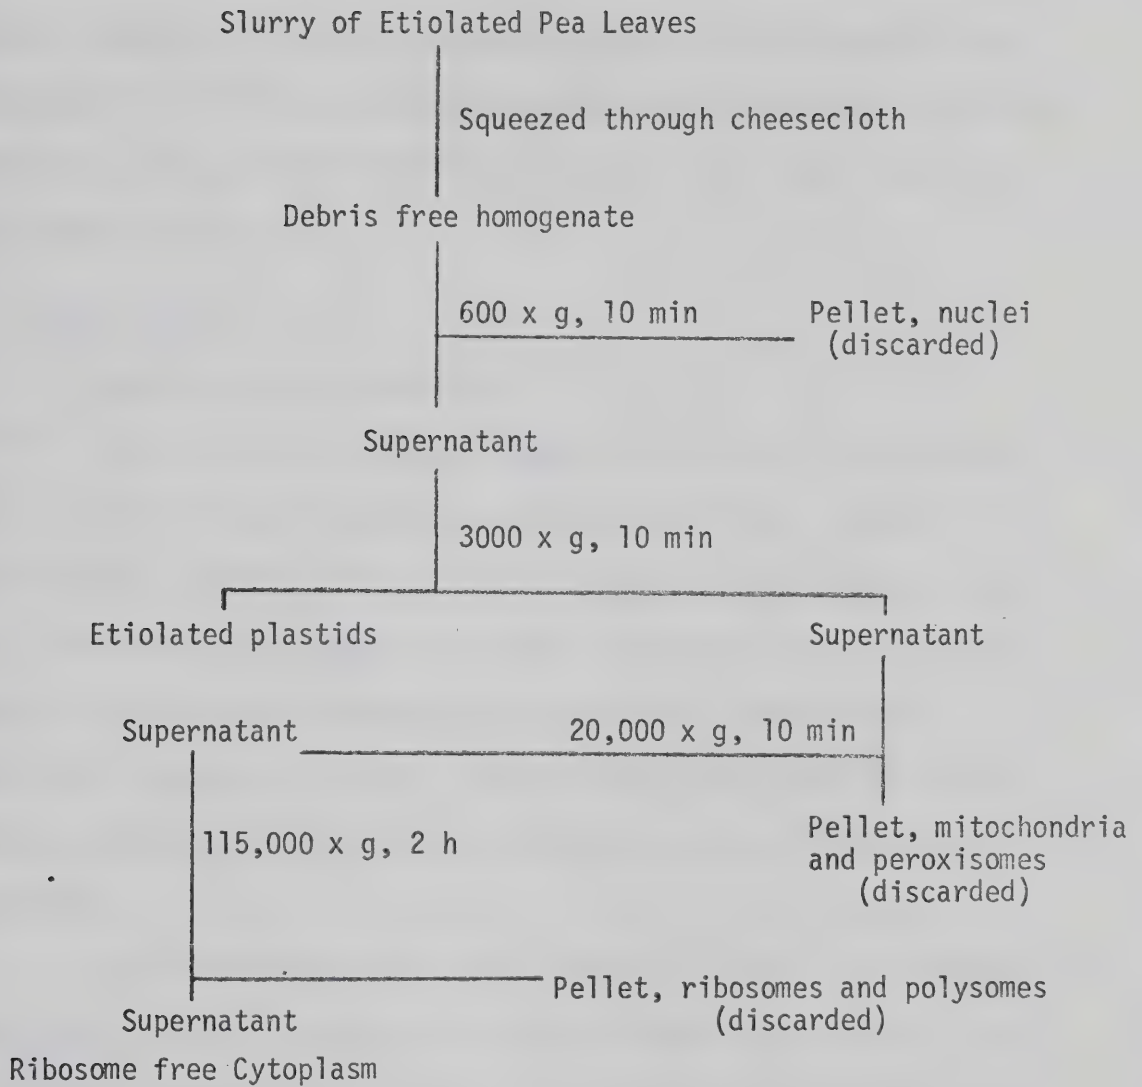 Slurry of Etiolated Pea Leaves
Squeezed through cheesecloth
Debris free homogenate
600 x g, 10 min
Pellet, nuclei
(discarded)
Supernatant
3000 x g, 10 min
Etiolated plastids
Supernatant
20,000 x g, 10 min
Supernatant
Pellet, mitochondria
and peroxisomes
(discarded)
115,000 x g, 2 h
Pellet, ribosomes and polysomes
(discarded)
Supernatant
Ribosome free Cytoplasm